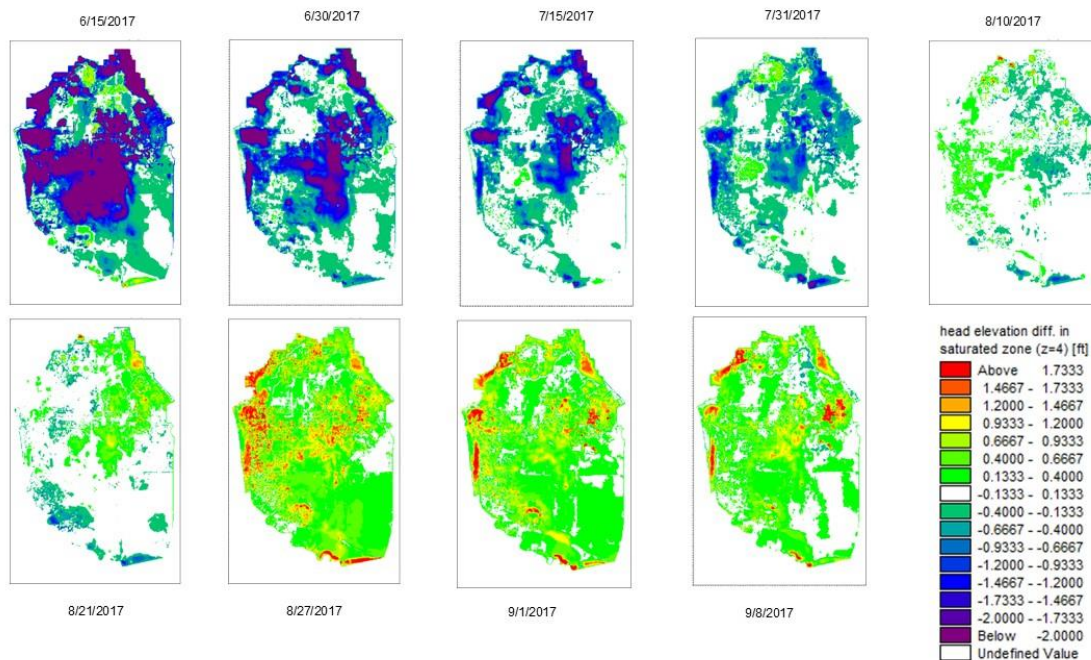 6/15/2017
6/30/2017
7/15/2017
7/31/2017
8/10/2017
8/21/2017
8/27/2017
9/1/2017
9/8/2017
head elevation diff. in
saturated zone (z=4) [ft]
Above 1.7333
1.4667 - 1.7333
1.2000 - 1.4667
0.9333 - 1.2000
0.6667 - 0.9333
0.4000 - 0.6667
0.1333 - 0.4000
-0.1333 - 0.1333
-0.4000 - -0.1333
-0.6667 - -0.4000
-0.9333 - -0.6667
-1.2000 - -0.9333
-1.4667 - -1.2000
-1.7333 - -1.4667
-2.0000 - -1.7333
Below -2.0000
Undefined Value